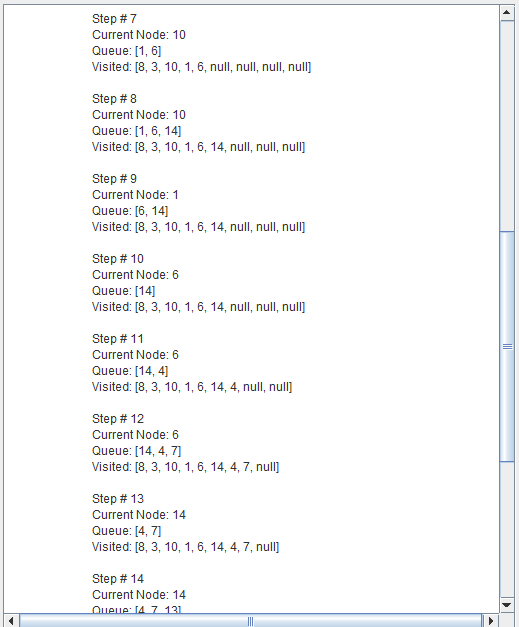 Step # 7
Current Node: 10
Queue: [1, 6]
Visited: [8, 3, 10, 1, 6, null, null, null, null]
Step # 8
Current Node: 10
Queue: [1, 6, 14]
Visited: [8, 3, 10, 1, 6, 14, null, null, null]
Step # 9
Current Node: 1
Queue: [6, 14]
Visited: [8, 3, 10, 1, 6, 14, null, null, null]
Step # 10
Current Node: 6
Queue: [14]
Visited: [8, 3, 10, 1, 6, 14, null, null, null]
Step # 11
Current Node: 6
Queue: [14, 4]
Visited: [8, 3, 10, 1, 6, 14, 4, null, null]
Step # 12
Current Node: 6
Queue: [14, 4, 7]
Visited: [8, 3, 10, 1, 6, 14, 4, 7, null]
Step # 13
Current Node: 14
Queue: [4, 7]
Visited: [8, 3, 10, 1, 6, 14, 4, 7, null]
Step # 14
Current Node: 14
Queue: [4, 7, 13]